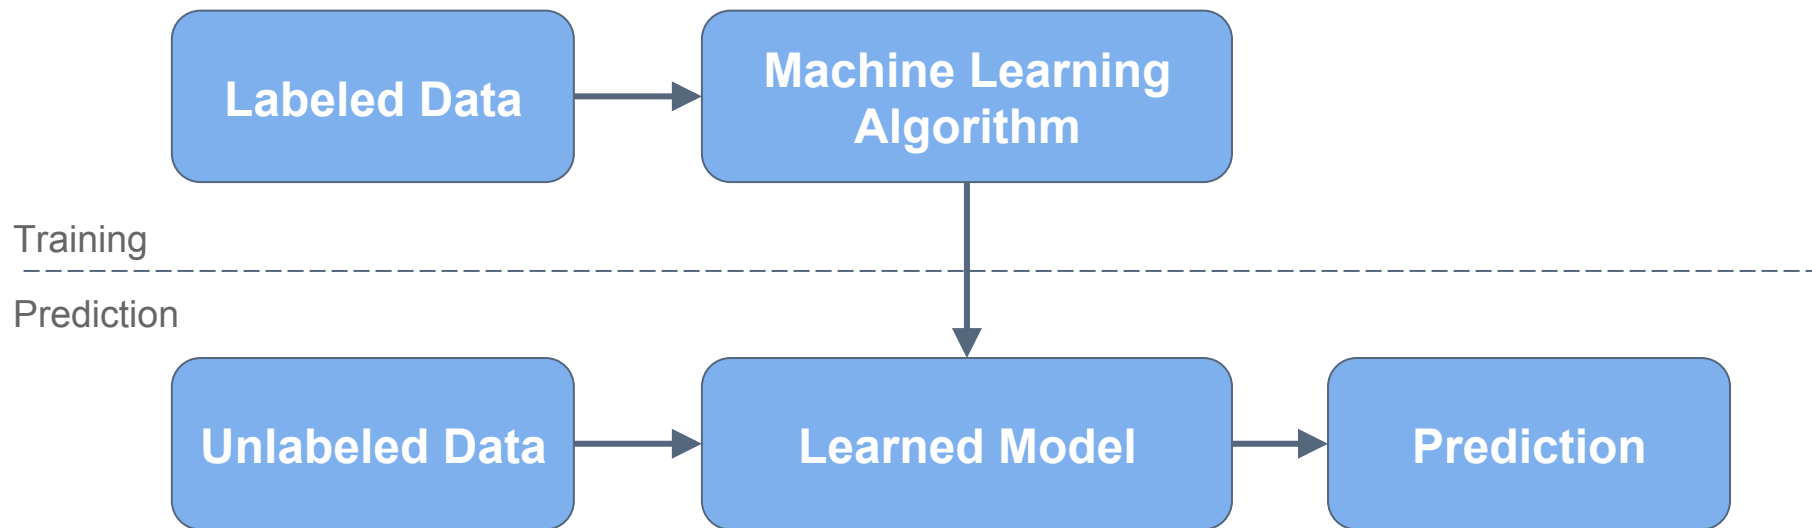 Labeled Data
Machine Learning
Algorithm
Training
Prediction
Unlabeled Data
Learned Model
Prediction